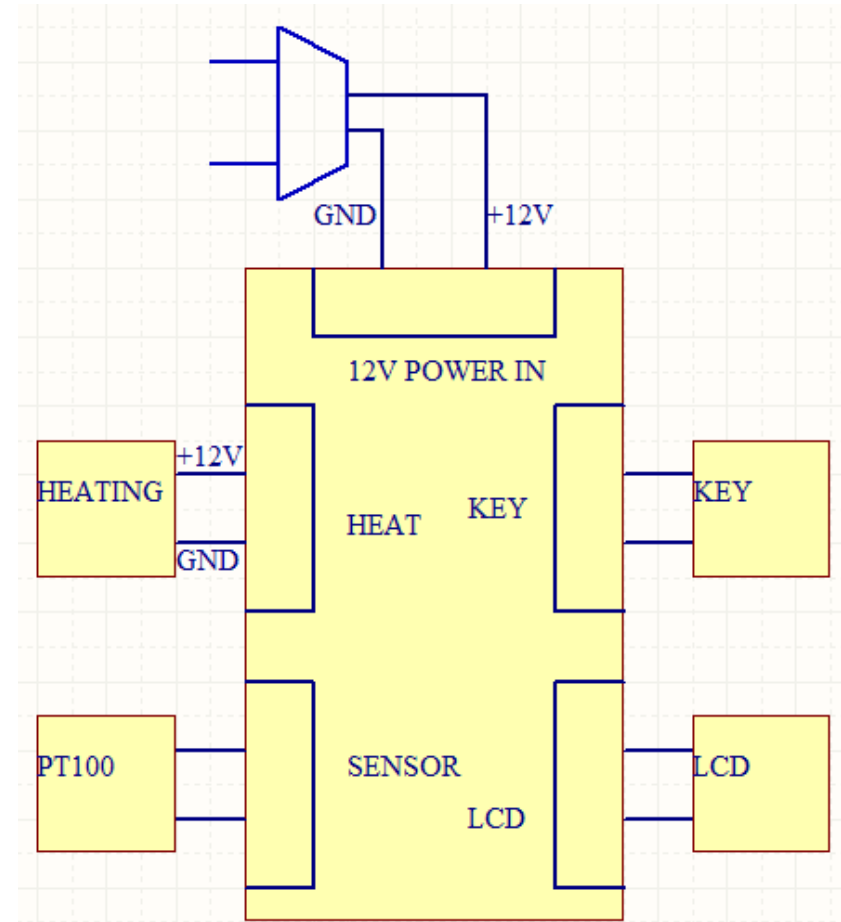 GND
+12V
12V POWER IN
+12V
HEATING
GND
HEAT
KEY
KEY
PT100
SENSOR
LCD
LCD